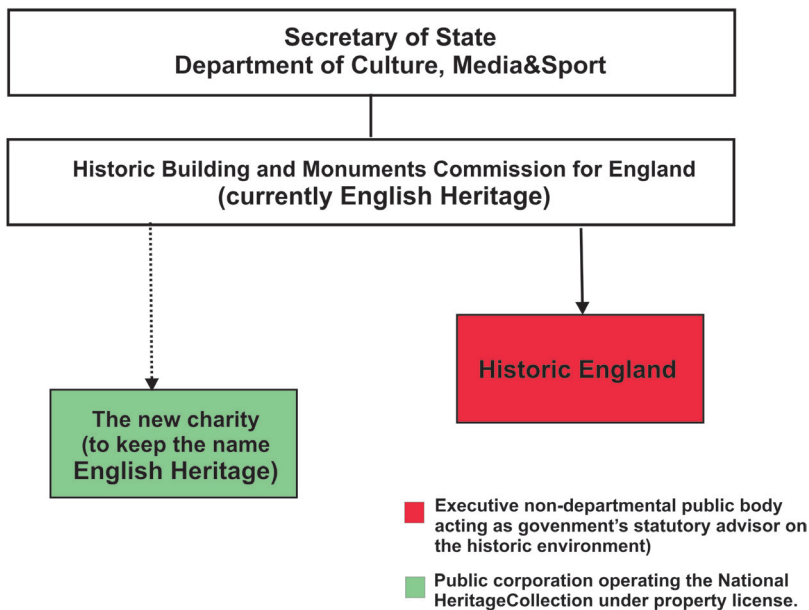 Secretary of State
Department of Culture, Media&Sport
Historic Building and Monuments Commission for England
(currently English Heritage)
Historic England
The new charity
(to keep the name
English Heritage)
Executive non-departmental public body
acting as govenment's statutory advisor on
the historic environment)
Public corporation operating the National
HeritageCollection under property license.